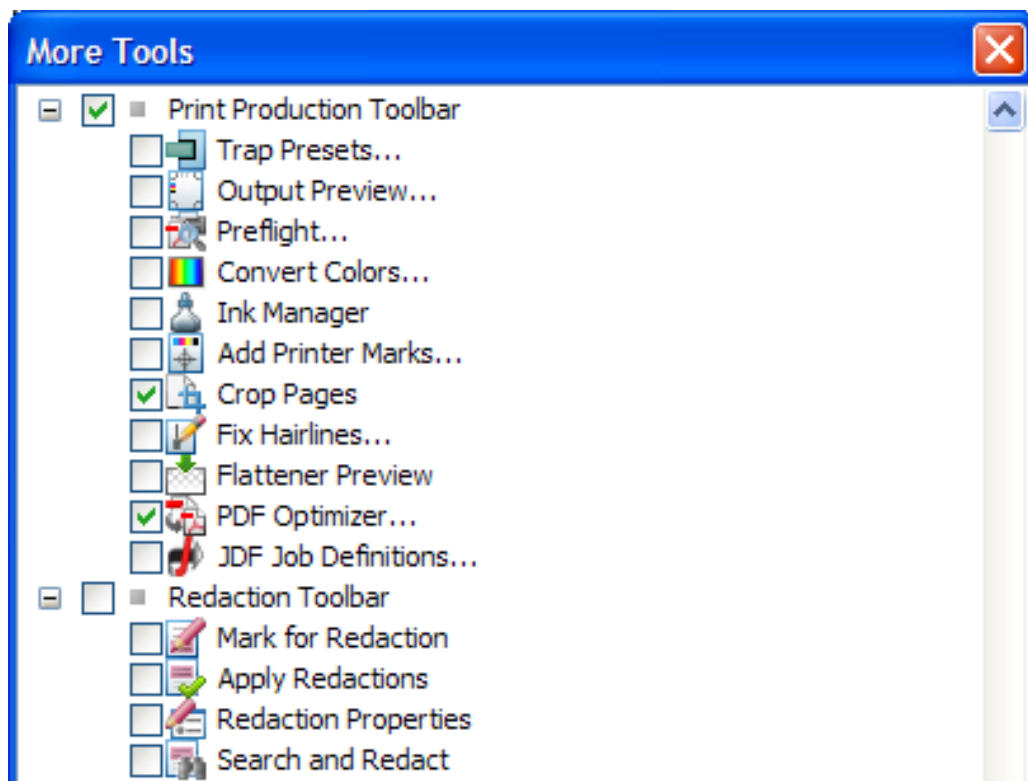 More Tools
Print Production Toolbar
Trap Presets...
Output Preview...
Preflight...
Convert Colors...
Ink Manager
Add Printer Marks...
Crop Pages
Fix Hairlines...
Flattener Preview
PDF Optimizer...
JDF Job Definitions...
Redaction Toolbar
Mark for Redaction
Apply Redactions
Redaction Properties
Search and Redact